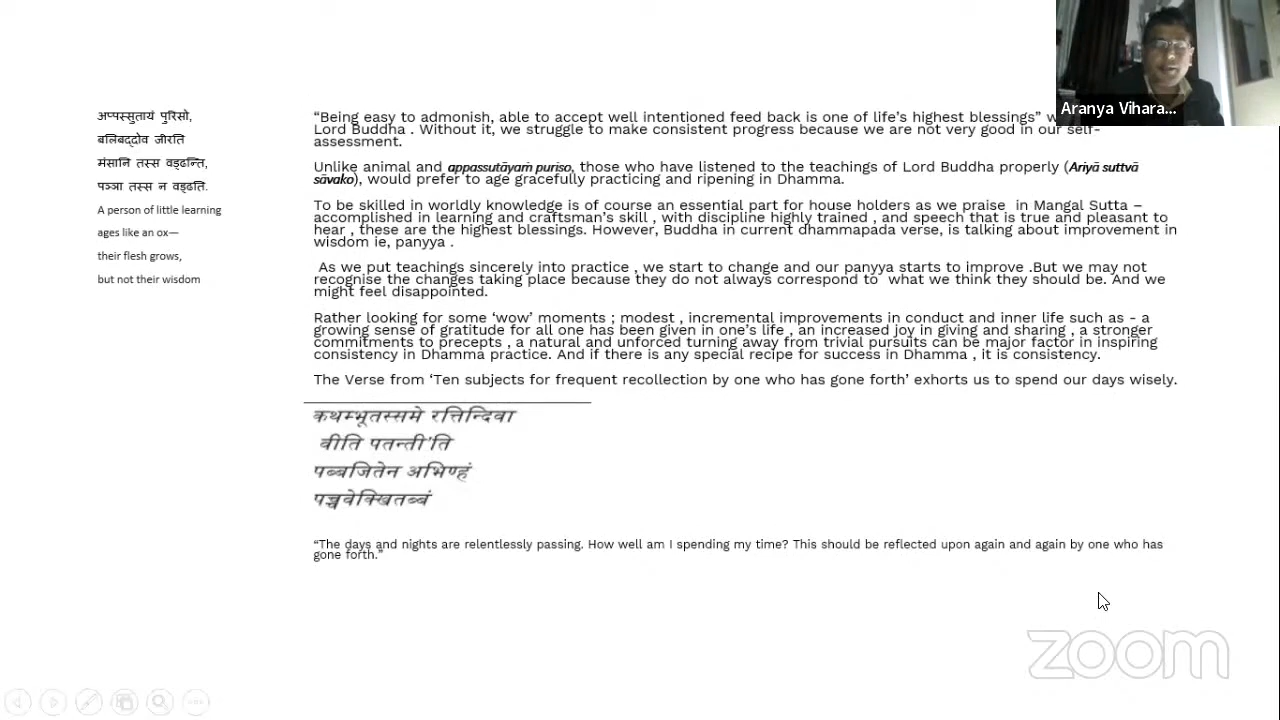 Aranya Vihara...
अप्पस्सुतायं पुरिसो,
बलिबद्दोव जीरति
मंसानि तस्स वड्ढन्ति,
पञ्ञा तस्स न वड्ढति.
A person of little learning
ages like an ox—
their flesh grows,
but not their wisdom
“Being easy to admonish, able to accept well intentioned feed back is one of life’s highest blessings” w
Lord Buddha . Without it, we struggle to make consistent progress because we are not very good in our self-
assessment.
Unlike animal and appassutāyaṁ puriso, those who have listened to the teachings of Lord Buddha properly (Ariyā suttvā
sāvako), would prefer to age gracefully practicing and ripening in Dhamma.
To be skilled in worldly knowledge is of course an essential part for house holders as we praise in Mangal Sutta –
accomplished in learning and craftsman’s skill , with discipline highly trained , and speech that is true and pleasant to
hear , these are the highest blessings. However, Buddha in current dhammapada verse, is talking about improvement in
wisdom ie, panyya .
As we put teachings sincerely into practice , we start to change and our panyya starts to improve .But we may not
recognise the changes taking place because they do not always correspond to what we think they should be. And we
might feel disappointed.
Rather looking for some ‘wow’ moments ; modest , incremental improvements in conduct and inner life such as - a
growing sense of gratitude for all one has been given in one’s life , an increased joy in giving and sharing , a stronger
commitments to precepts , a natural and unforced turning away from trivial pursuits can be major factor in inspiring
consistency in Dhamma practice. And if there is any special recipe for success in Dhamma , it is consistency.
The Verse from ‘Ten subjects for frequent recollection by one who has gone forth’ exhorts us to spend our days wisely.
कथम्भूतस्समे रत्तिन्दिवा
वीति पतन्ती'ति
पब्बजितेन अभिण्हं
पच्चवेक्खितब्बं
“The days and nights are relentlessly passing. How well am I spending my time? This should be reflected upon again and again by one who has
gone forth.”
zoom